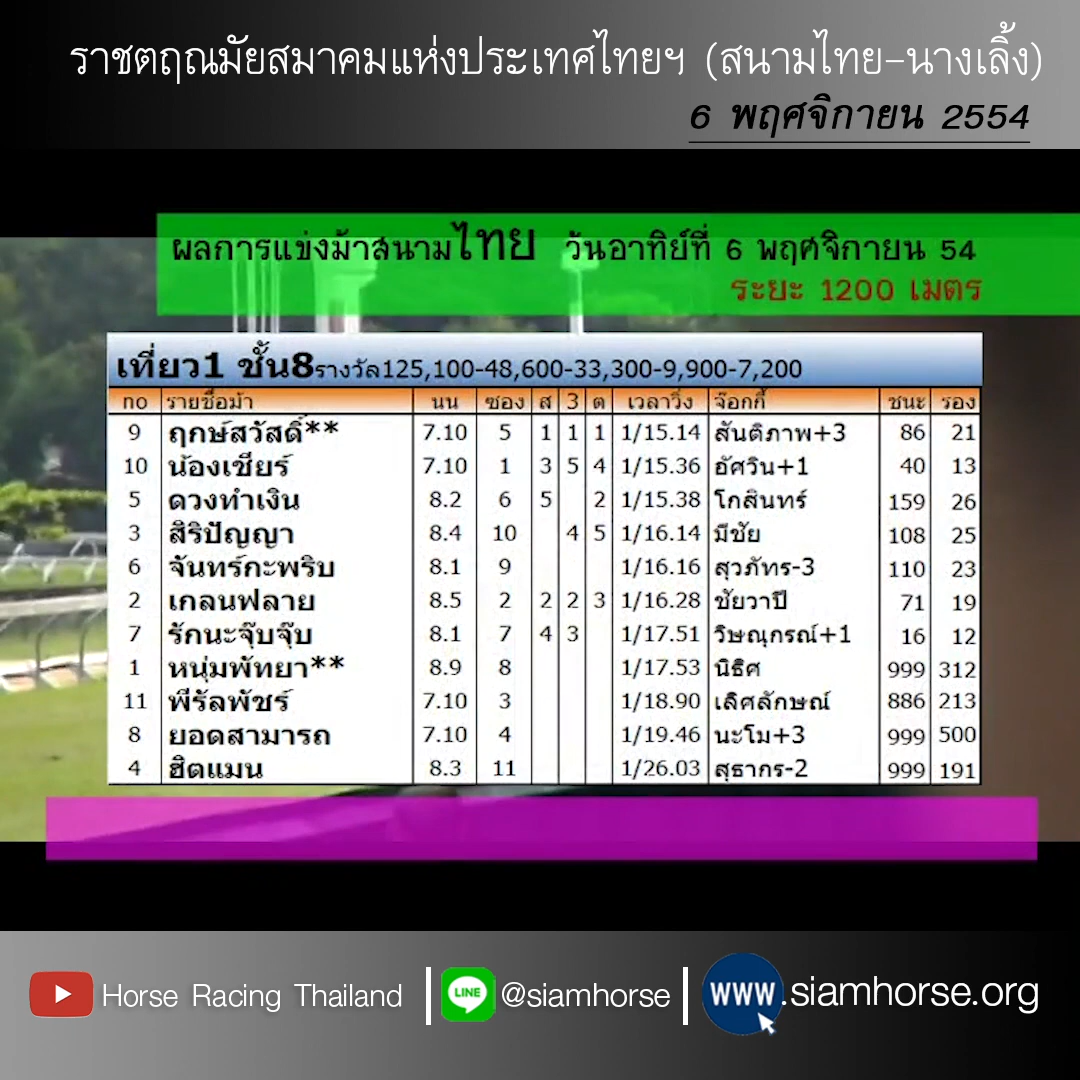 ราชตฤณมัยสมาคมแห่งประเทศไทยฯ (สนามไทย-นางเลิ้ง)
6 พฤศจิกายน 2554
ผลการแข่งม้าสนามไทย วันอาทิย์ที่ 6 พฤศจิกายน 54
ระยะ 1200 เมตร
เที่ยว1 ชั้น8รางวัล125,100-48,600-33,300-9,900-7,200
no รายชื่อม้า นน ซอง ส 3 ต เวลาวิ่ง จ๊อกกี้ ชนะ รอง
9 ฤกษ์สวัสดิ์** 7.10 5 1 1 1 1/15.14 สันติภาพ+3 86 21
10 น้องเชียร์ 7.10 1 3 5 4 1/15.36 อัศวิน+1 40 13
5 ดวงทำเงิน 8.2 6 5 2 1/15.38 โกสินทร์ 159 26
3 สิริปัญญา 8.4 10 4 5 1/16.14 มีชัย 108 25
6 จันทร์กะพริบ 8.1 9 1/16.16 สุวภัทร-3 110 23
2 เกลนฟลาย 8.5 2 2 2 3 1/16.28 ชัยวาปี 71 19
7 รักนะจุ๊บจุ๊บ 8.1 7 4 3 1/17.51 วิษณุกรณ์+1 16 12
1 หนุ่มพัทยา** 8.9 8 1/17.53 นิธิศ 999 312
11 พีรัลพัชร์ 7.10 3 1/18.90 เลิศลักษณ์ 886 213
8 ยอดสามารถ 7.10 4 1/19.46 นะโม+3 999 500
4 ฮิตแมน 8.3 11 1/26.03 สุธากร-2 999 191
Horse Racing Thailand | LINE @siamhorse | www.siamhorse.org